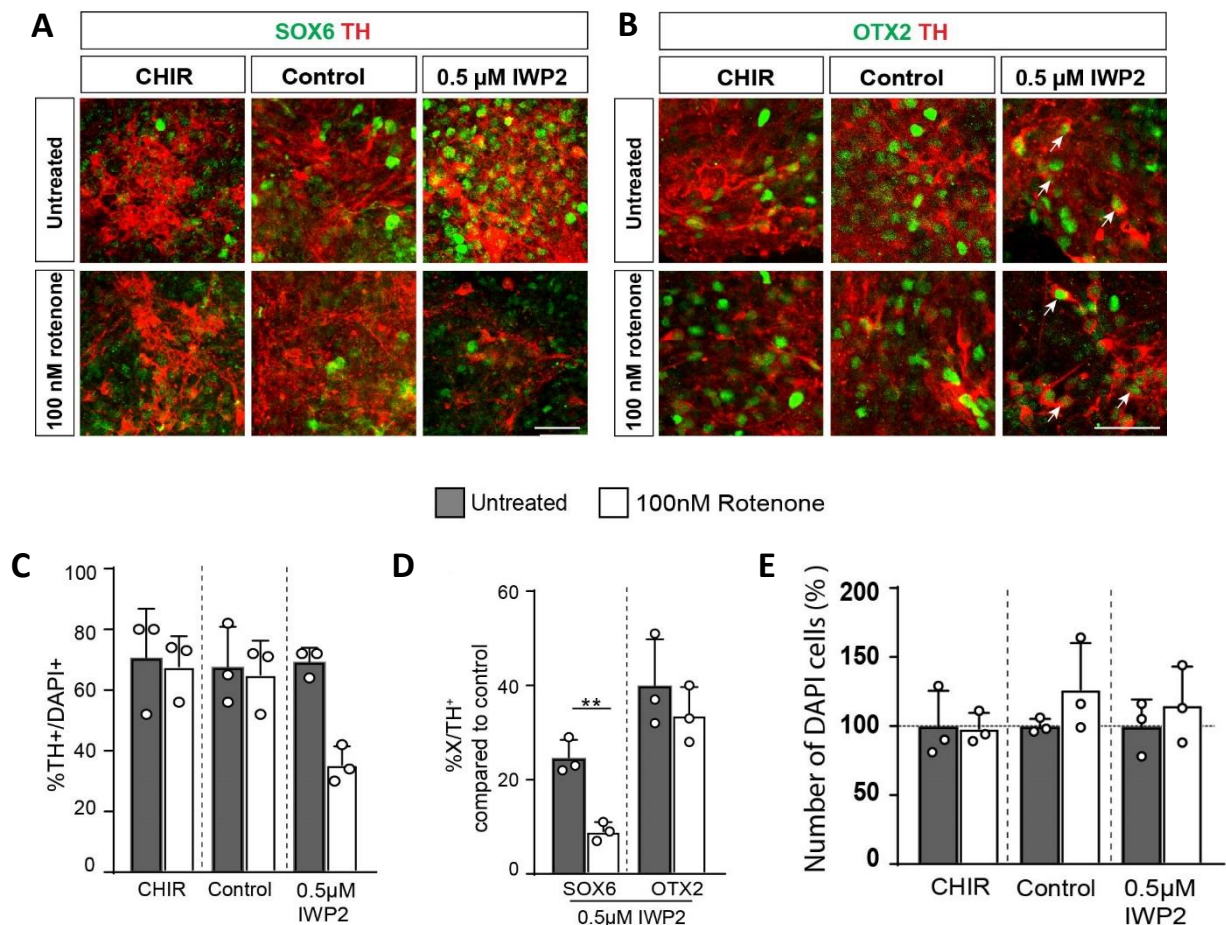 A
SOX6 TH
CHIR
Control
0.5 µM IWP2
Untreated
100 nM rotenone
B
OTX2 TH
CHIR
Control
0.5 µM IWP2
Untreated
100 nM rotenone
Untreated
100nM Rotenone
C
%TH+/DAPI+
100
80
60
40
20
0
CHIR
Control
0.5µM
IWP2
D
%X/TH⁺
compared to control
60
40
20
0
**
SOX6
OTX2
0.5µM IWP2
E
Number of DAPI cells (%)
200
150
100
50
0
CHIR
Control
0.5µM
IWP2